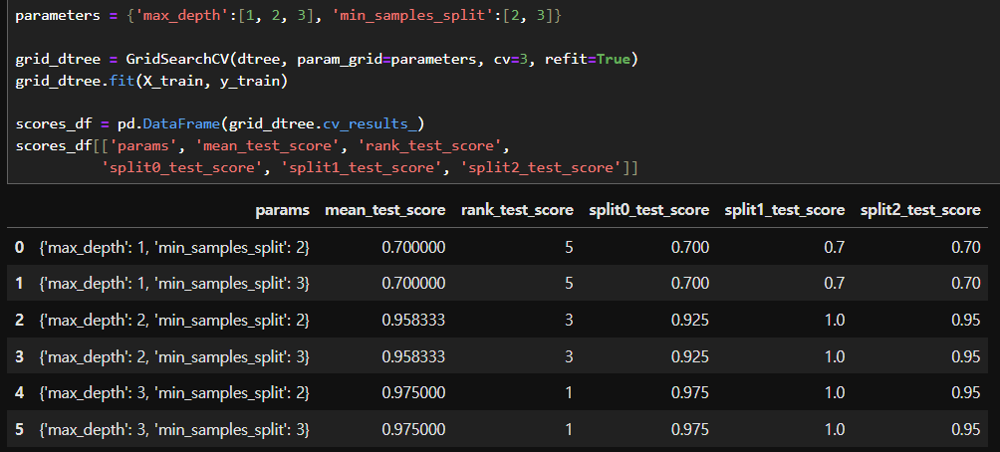 parameters = {'max_depth':[1, 2, 3], 'min_samples_split':[2, 3]}
grid_dtree = GridSearchCV(dtree, param_grid=parameters, cv=3, refit=True)
grid_dtree.fit(X_train, y_train)
scores_df = pd.DataFrame(grid_dtree.cv_results_)
scores_df[['params', 'mean_test_score', 'rank_test_score',
'split0_test_score', 'split1_test_score', 'split2_test_score']]
params mean_test_score rank_test_score split0_test_score split1_test_score split2_test_score
0 {'max_depth': 1, 'min_samples_split': 2} 0.700000 5 0.700 0.7 0.70
1 {'max_depth': 1, 'min_samples_split': 3} 0.700000 5 0.700 0.7 0.70
2 {'max_depth': 2, 'min_samples_split': 2} 0.958333 3 0.925 1.0 0.95
3 {'max_depth': 2, 'min_samples_split': 3} 0.958333 3 0.925 1.0 0.95
4 {'max_depth': 3, 'min_samples_split': 2} 0.975000 1 0.975 1.0 0.95
5 {'max_depth': 3, 'min_samples_split': 3} 0.975000 1 0.975 1.0 0.95